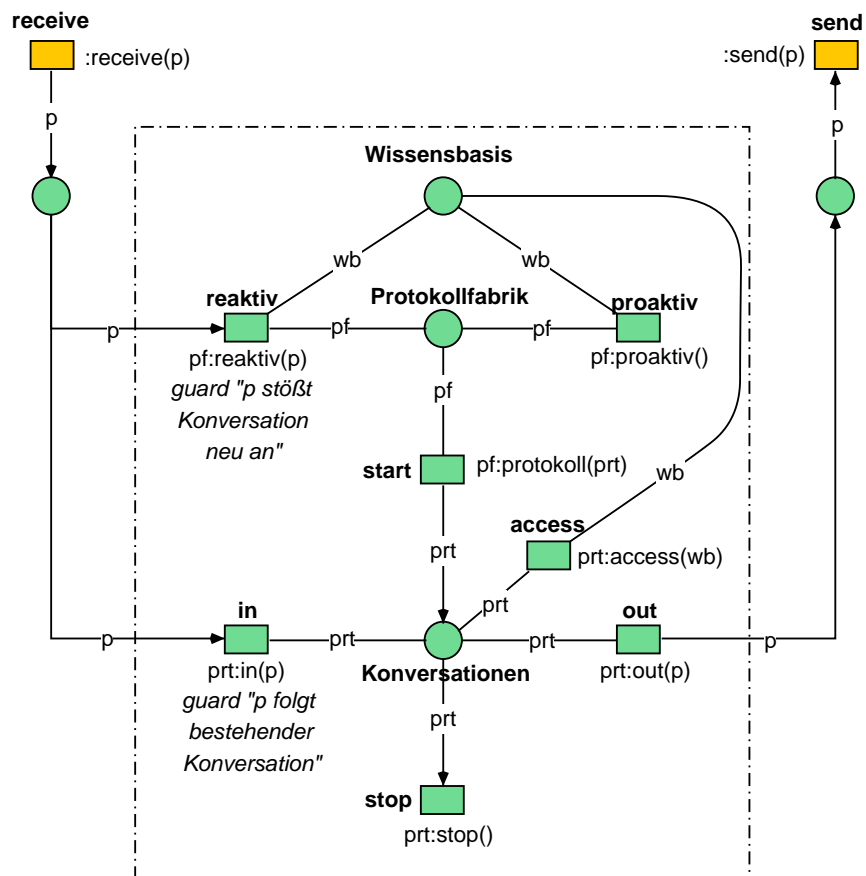 receive
send
:receive(p)
:send(p)
p
p
Wissensbasis
wb
wb
reaktiv
Protokollfabrik
proaktiv
p
pf
pf
pf:reaktiv(p)
pf:proaktiv()
guard "p stößt
Konversation
neu an"
pf
start
pf:protokoll(prt)
wb
access
prt:access(wb)
prt
prt
in
out
p
prt
prt
p
prt:in(p)
Konversationen
prt:out(p)
guard "p folgt
bestehender
Konversation"
prt
stop
prt:stop()